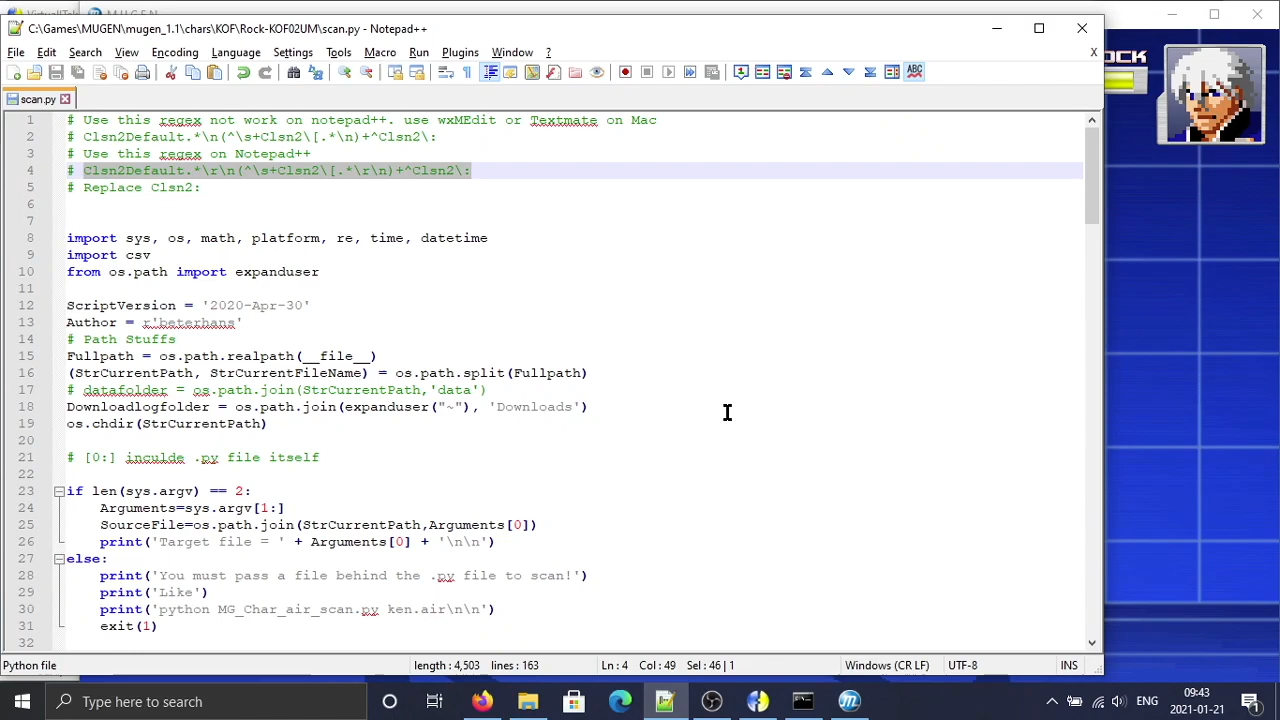 C:\Games\MUGEN\mugen_1.1\chars\KOF\Rock-KOF02UM\scan.py - Notepad++
File Edit Search View Encoding Language Settings Tools Macro Run Plugins Window ? X
scan.py
ROCK
1 # Use this regex not work on notepad++. use wxMEdit or Textmate on Mac
2 # Clsn2Default.*\n(^\s+Clsn2\[.*\n)+^Clsn2\:
3 # Use this regex on Notepad++
4 # Clsn2Default.*\r\n(^\s+Clsn2\[.*\r\n)+^Clsn2\:
5 # Replace Clsn2:
6
7
8 import sys, os, math, platform, re, time, datetime
9 import csv
10 from os.path import expanduser
11
12 ScriptVersion = '2020-Apr-30'
13 Author = r'beterhans'
14 # Path Stuffs
15 Fullpath = os.path.realpath(__file__)
16 (StrCurrentPath, StrCurrentFileName) = os.path.split(Fullpath)
17 # datafolder = os.path.join(StrCurrentPath,'data')
18 Downloadlogfolder = os.path.join(expanduser("~"), 'Downloads')
19 os.chdir(StrCurrentPath)
20
21 # [0:] inculde .py file itself
22
23 if len(sys.argv) == 2:
24 Arguments=sys.argv[1:]
25 SourceFile=os.path.join(StrCurrentPath,Arguments[0])
26 print('Target file = ' + Arguments[0] + '\n\n')
27 else:
28 print('You must pass a file behind the .py file to scan!')
29 print('Like')
30 print('python MG_Char_air_scan.py ken.air\n\n')
31 exit(1)
32
Python file length : 4,503 lines : 163 Ln : 4 Col : 49 Sel : 46 | 1 Windows (CR LF) UTF-8 INS
Type here to search
ENG
09:43
2021-01-21
1